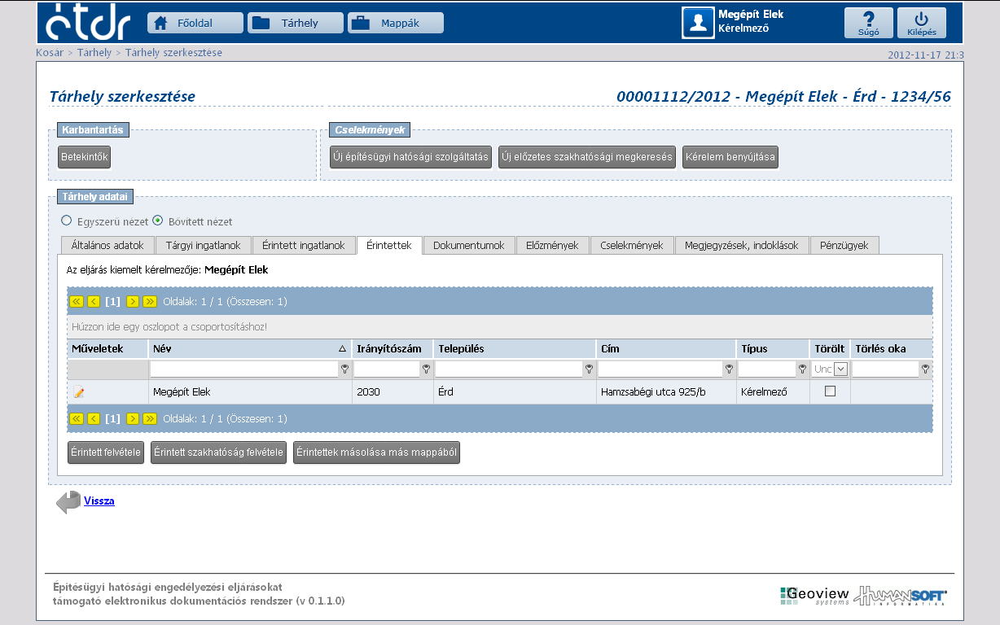 étdr Főoldal Tárhely Mappák Megépít Elek
Kérelmező
Súgó Kilépés
Kosár > Tárhely > Tárhely szerkesztése
2012-11-17 21:3
Tárhely szerkesztése
00001112/2012 - Megépít Elek - Érd - 1234/56
Karbantartás
Betekintők
Cselekmények
Új építésügyi hatósági szolgáltatás Új előzetes szakhatósági megkeresés Kérelem benyújtása
Tárhely adatai
Egyszerű nézet Bővített nézet
Általános adatok Tárgyi ingatlanok Érintett ingatlanok Érintettek Dokumentumok Előzmények Cselekmények Megjegyzések, indoklások Pénzügyek
Az eljárás kiemelt kérelmezője: Megépít Elek
[1] Oldalak: 1 / 1 (Összesen: 1)
Húzzon ide egy oszlopot a csoportosításhoz!
Műveletek Név Irányítószám Település Cím Típus Törölt Törlés oka
Unc
Megépít Elek 2030 Érd Hamzsabégi utca 925/b Kérelmező
[1] Oldalak: 1 / 1 (Összesen: 1)
Érintett felvétele Érintett szakhatóság felvétele Érintettek másolása más mappából
Vissza
Építésügyi hatósági engedélyezési eljárásokat
támogató elektronikus dokumentációs rendszer (v 0.1.1.0)
Geoview
systems
HUMANSOFT
INFORMATIKA